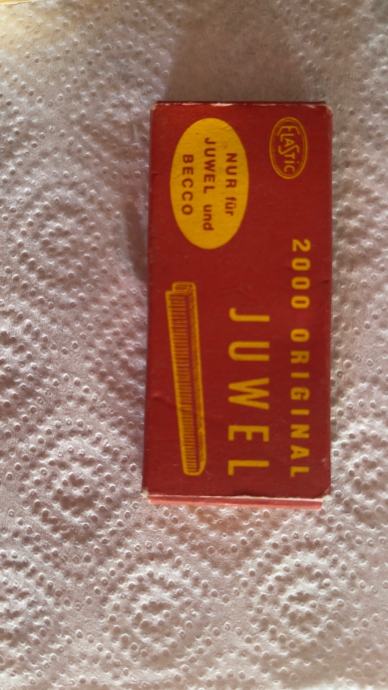 ELASTIC
2000 ORIGINAL
JUWEL
NUR für
JUWEL und
BECCO